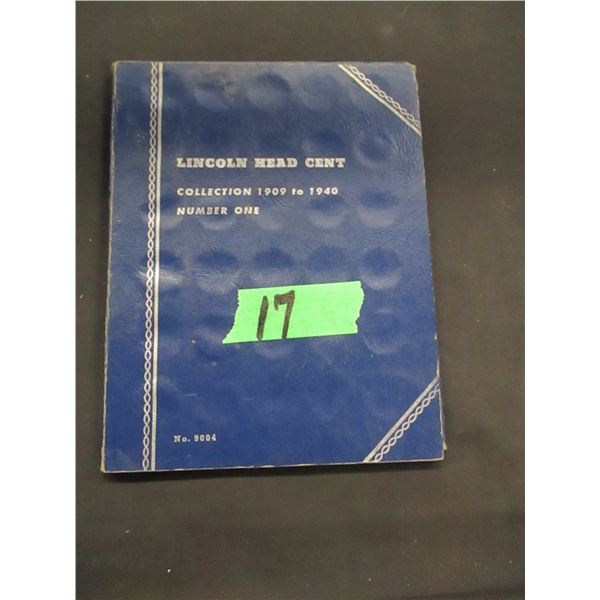 LINCOLN HEAD CENT
COLLECTION 1909 to 1940
NUMBER ONE
17
No. 9004